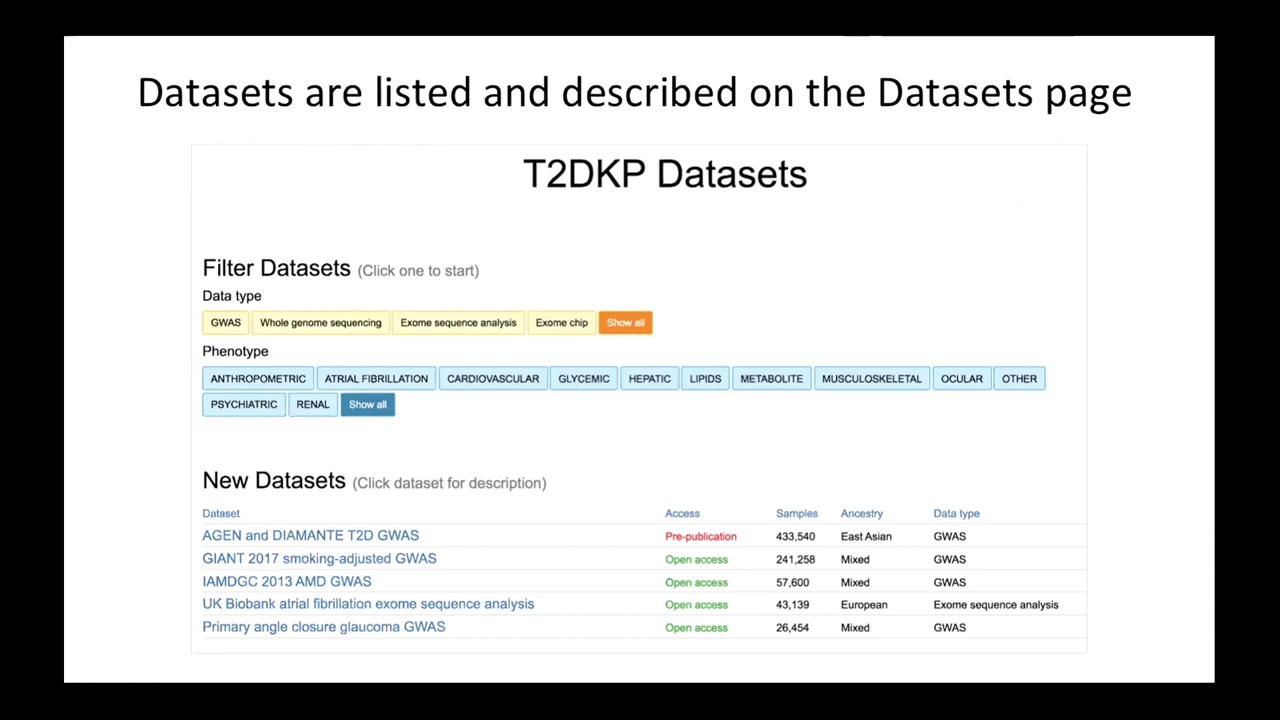 Datasets are listed and described on the Datasets page
T2DKP Datasets
Filter Datasets (Click one to start)
Data type
GWAS Whole genome sequencing Exome sequence analysis Exome chip Show all
Phenotype
ANTHROPOMETRIC ATRIAL FIBRILLATION CARDIOVASCULAR GLYCEMIC HEPATIC LIPIDS METABOLITE MUSCULOSKELETAL OCULAR OTHER
PSYCHIATRIC RENAL Show all
New Datasets (Click dataset for description)
Dataset Access Samples Ancestry Data type
AGEN and DIAMANTE T2D GWAS Pre-publication 433,540 East Asian GWAS
GIANT 2017 smoking-adjusted GWAS Open access 241,258 Mixed GWAS
IAMDGC 2013 AMD GWAS Open access 57,600 Mixed GWAS
UK Biobank atrial fibrillation exome sequence analysis Open access 43,139 European Exome sequence analysis
Primary angle closure glaucoma GWAS Open access 26,454 Mixed GWAS